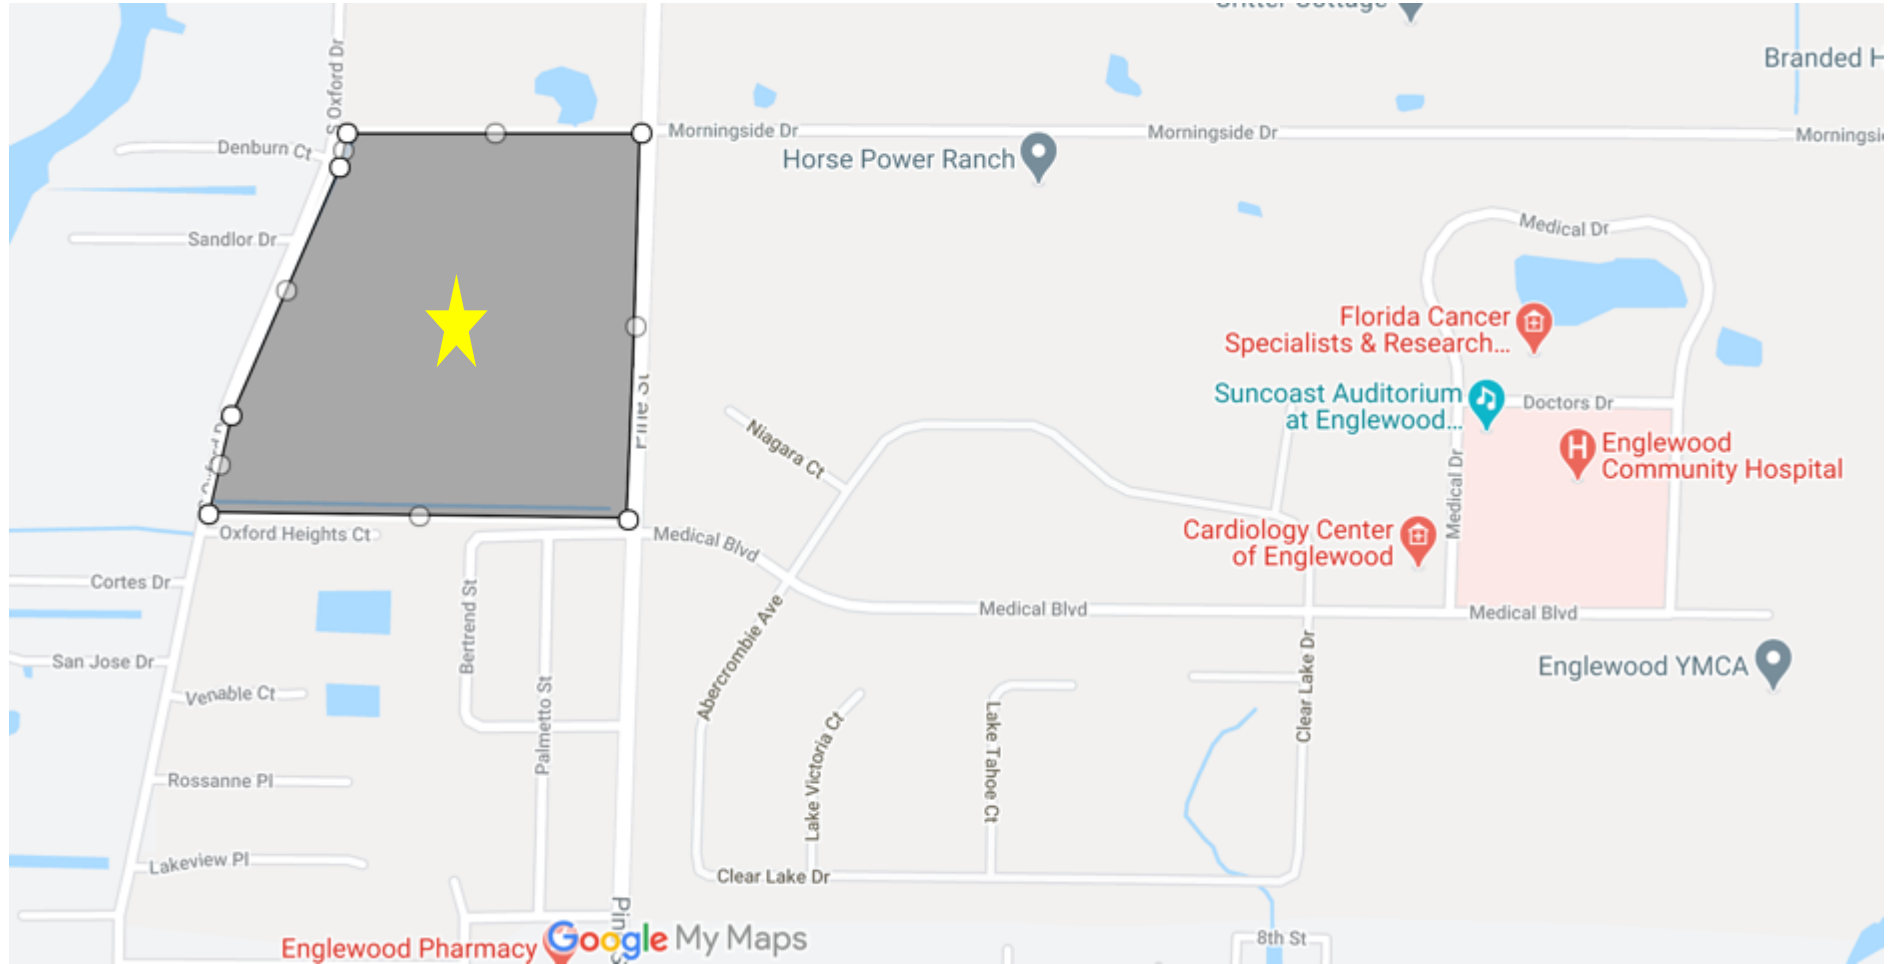 Critter Cottage
Branded H
S Oxford Dr
Morningside Dr
Morningside Dr
Morningsi
Denburn Ct
Horse Power Ranch
Sandlor Dr
Medical Dr
Florida Cancer
Specialists & Research...
Suncoast Auditorium
at Englewood...
Doctors Dr
Niagara Ct
Englewood
Community Hospital
Medical Dr
Cardiology Center
of Englewood
Oxford Heights Ct
Medical Blvd
Cortes Dr
Bertrend St
Abercrombie Ave
Medical Blvd
Medical Blvd
San Jose Dr
Englewood YMCA
Venable Ct
Palmetto St
Clear Lake Dr
Lake Victoria Ct
Lake Tahoe Ct
Rossanne Pl
Lakeview Pl
Clear Lake Dr
Englewood Pharmacy
Google My Maps
8th St